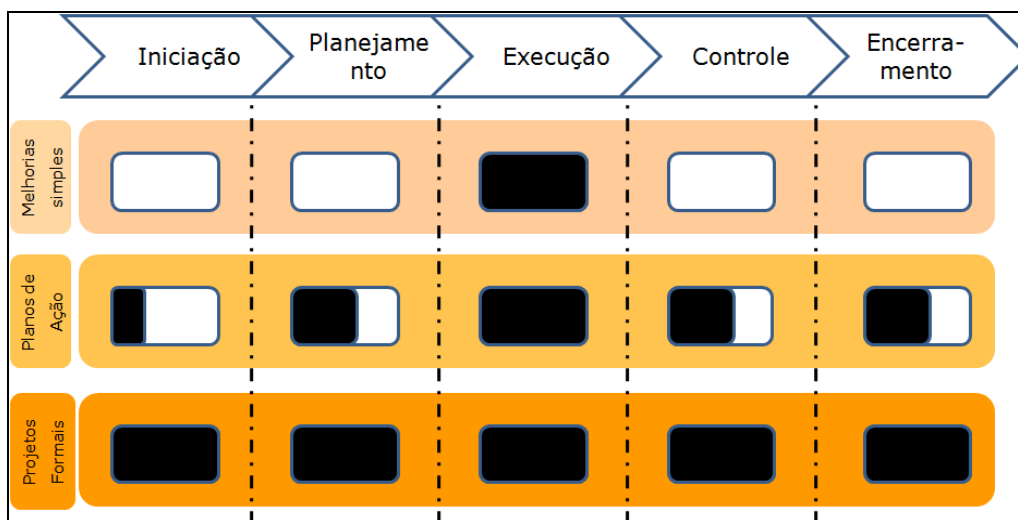 Iniciação
Planejame
nto
Execução
Controle
Encerra-
mento
Melhorias
simples
Planos de
Ação
Projetos
Formais